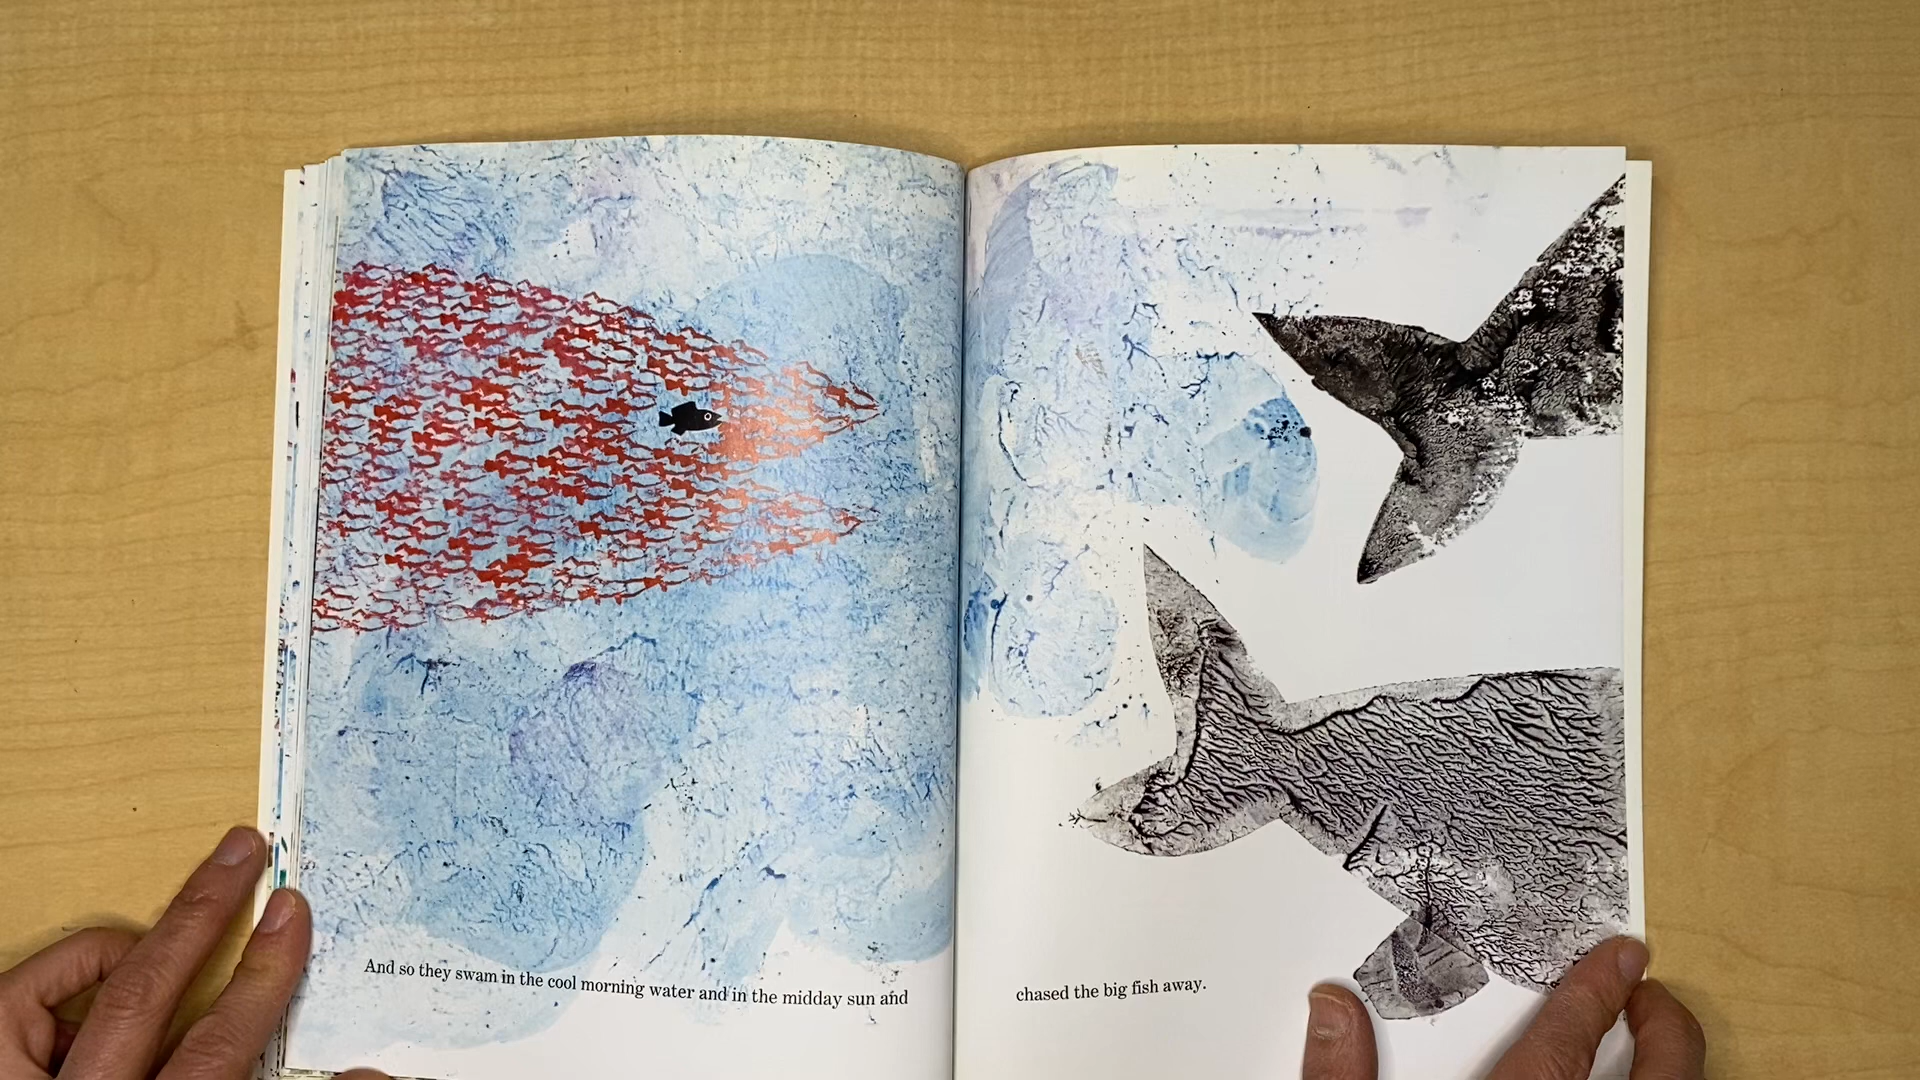 And so they swam in the cool morning water and in the midday sun and
chased the big fish away.